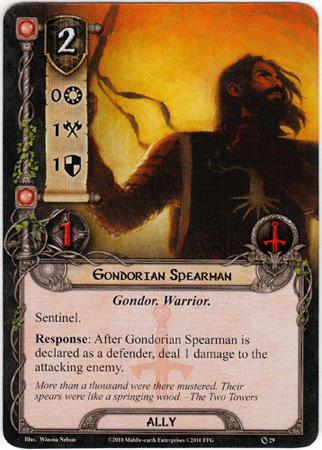 2
0
1
1
1
Gondorian Spearman
Gondor. Warrior.
Sentinel.
Response: After Gondorian Spearman is
declared as a defender, deal 1 damage to the
attacking enemy.
More than a thousand were there mustered. Their
spears were like a springing wood. –The Two Towers
ALLY
Illus. Winona Nelson ©2010 Middle-earth Enterprises ©2010 FFG 29